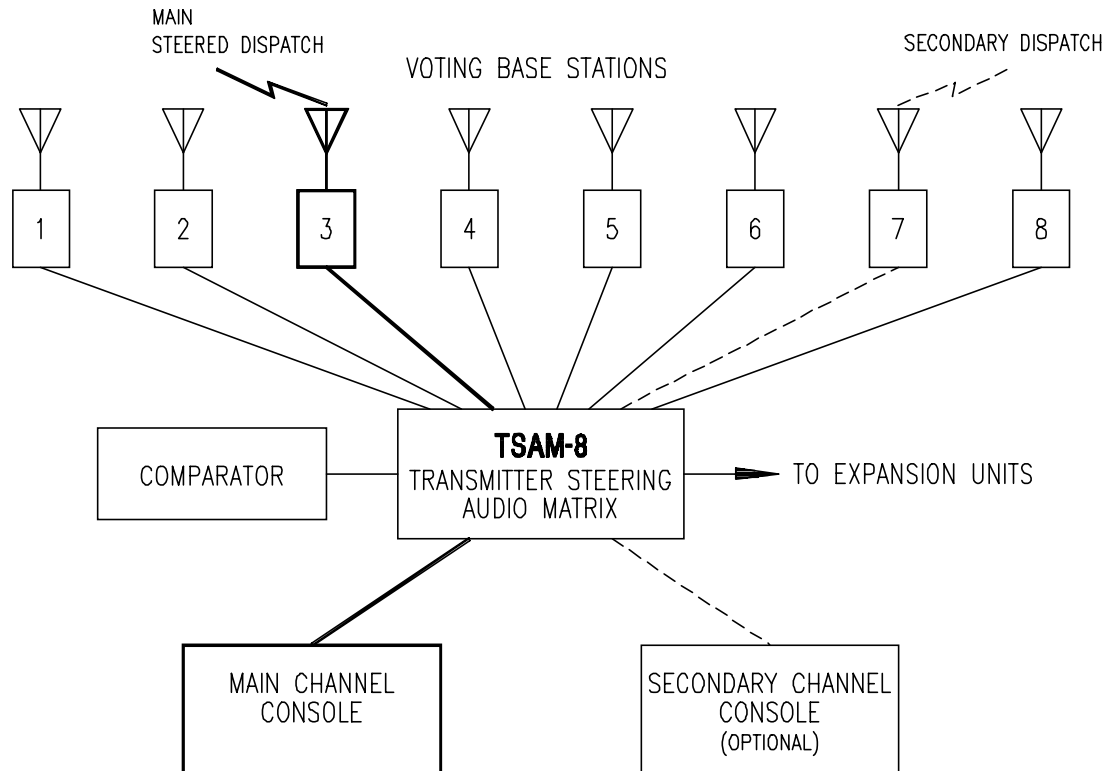 MAIN
STEERED DISPATCH
VOTING BASE STATIONS
SECONDARY DISPATCH
1
2
3
4
5
6
7
8
COMPARATOR
TSAM-8
TRANSMITTER STEERING
AUDIO MATRIX
TO EXPANSION UNITS
MAIN CHANNEL
CONSOLE
SECONDARY CHANNEL
CONSOLE
(OPTIONAL)